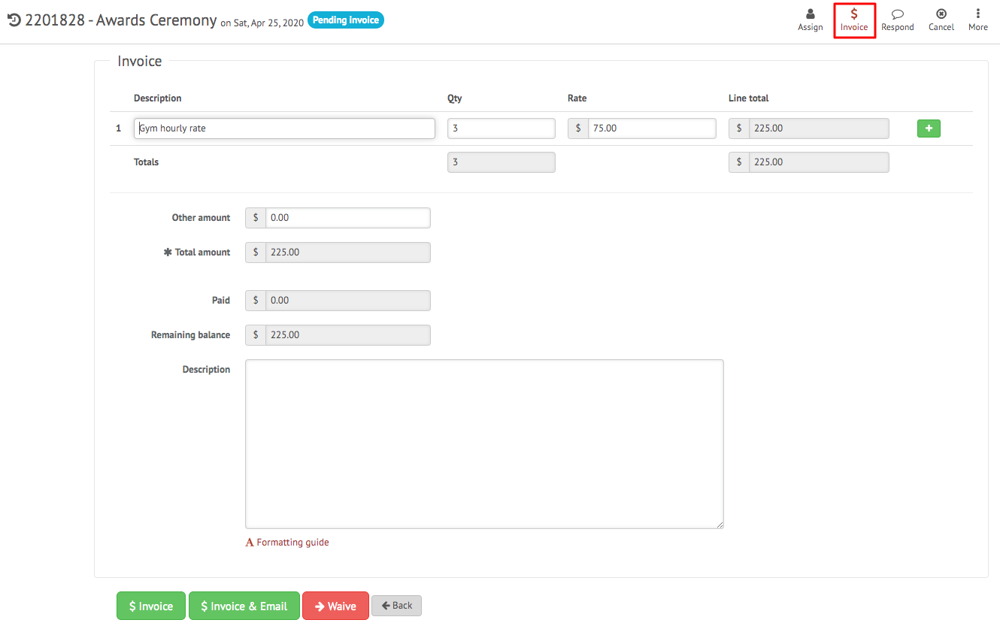 2201828 - Awards Ceremony on Sat, Apr 25, 2020 Pending Invoice
Assign Invoice Respond Cancel More
Invoice
Description Qty Rate Line total
1 Gym hourly rate 3 $ 75.00 $ 225.00 +
Totals 3 $ 225.00
Other amount $ 0.00
✱ Total amount $ 225.00
Paid $ 0.00
Remaining balance $ 225.00
Description
A Formatting guide
$ Invoice $ Invoice & Email Waive Back